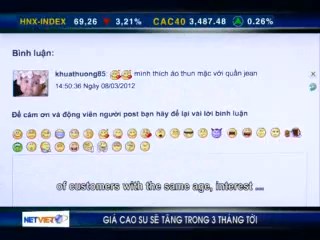 HNX-INDEX 69,26 3,21% CAC40 3,487.48 0.26%
Bình luận:
khuathuong85: mình thích áo thun mặc với quần jean
14:50:36 Ngày 08/03/2012
Để cảm ơn và động viên người post bạn hãy để lại vài lời bình luận
of customers with the same age, interest ...
NETVIET GIÁ CAO SU SẼ TĂNG TRONG 3 THÁNG TỚI